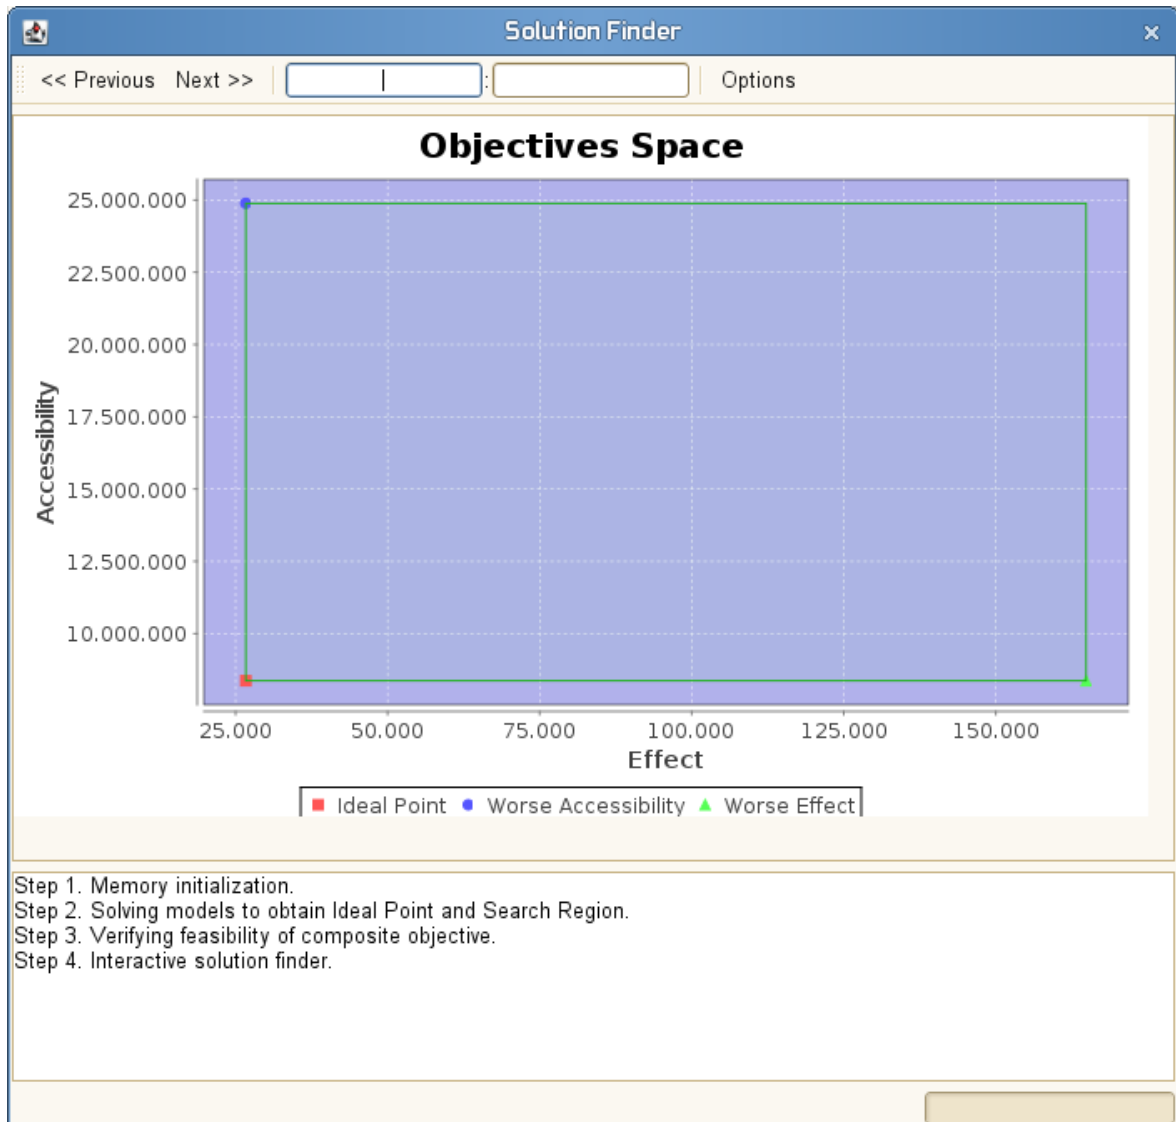 Solution Finder
<< Previous Next >> : Options
Objectives Space
25.000.000
22.500.000
20.000.000
17.500.000
15.000.000
12.500.000
10.000.000
Accessibility
25.000 50.000 75.000 100.000 125.000 150.000
Effect
Ideal Point Worse Accessibility Worse Effect
Step 1. Memory initialization.
Step 2. Solving models to obtain Ideal Point and Search Region.
Step 3. Verifying feasibility of composite objective.
Step 4. Interactive solution finder.